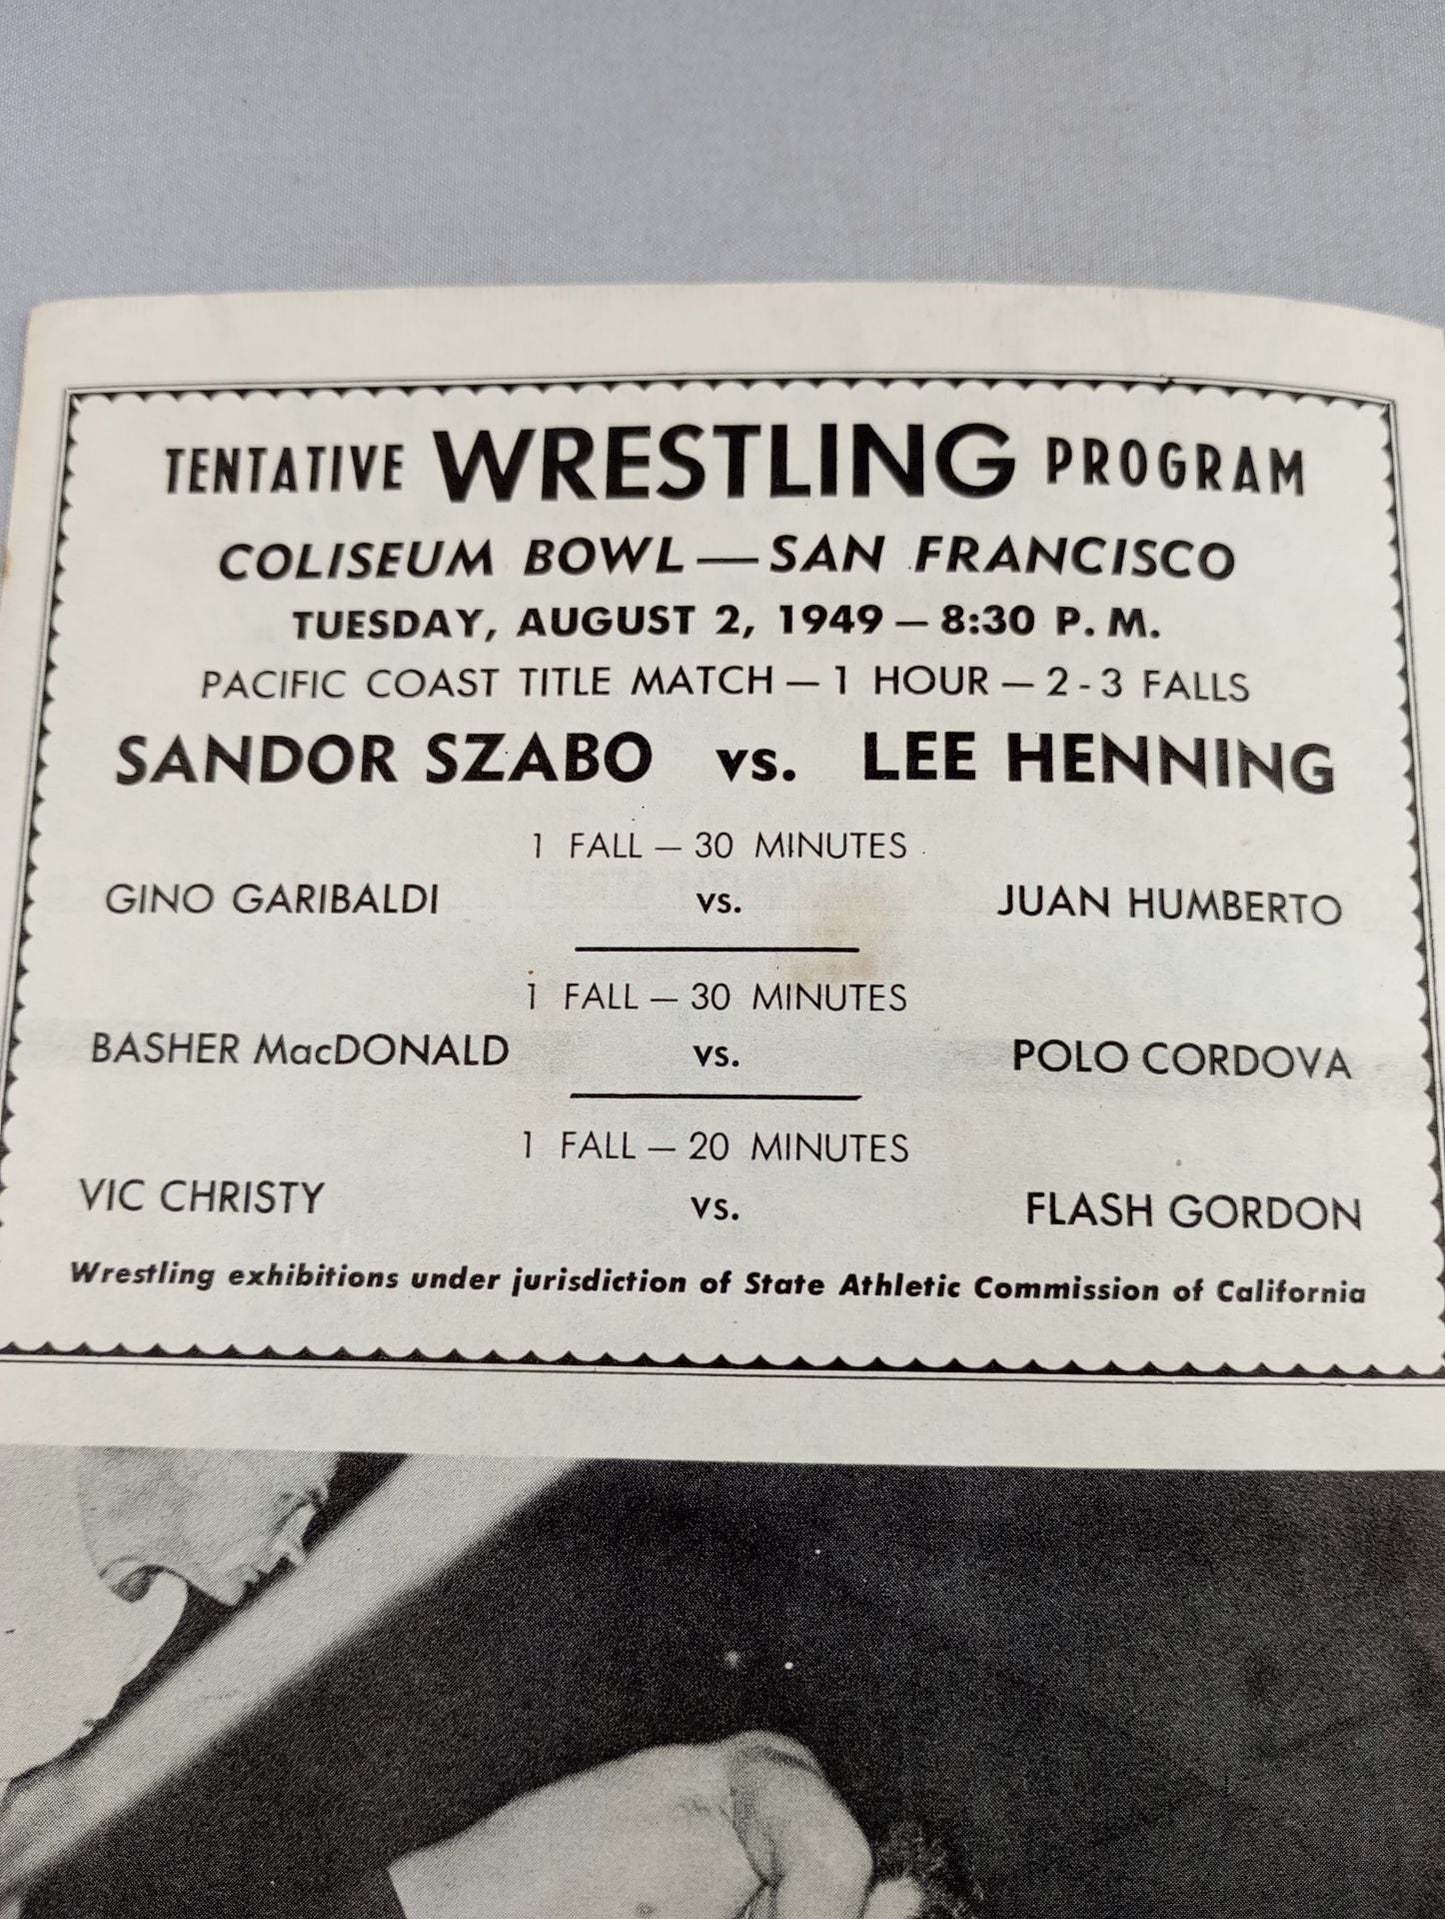 TENTATIVE WRESTLING PROGRAM
COLISEUM BOWL — SAN FRANCISCO
TUESDAY, AUGUST 2, 1949 — 8:30 P. M.
PACIFIC COAST TITLE MATCH — 1 HOUR — 2 - 3 FALLS
SANDOR SZABO vs. LEE HENNING
1 FALL — 30 MINUTES
GINO GARIBALDI vs. JUAN HUMBERTO
1 FALL — 30 MINUTES
BASHER MacDONALD vs. POLO CORDOVA
1 FALL — 20 MINUTES
VIC CHRISTY vs. FLASH GORDON
Wrestling exhibitions under jurisdiction of State Athletic Commission of California